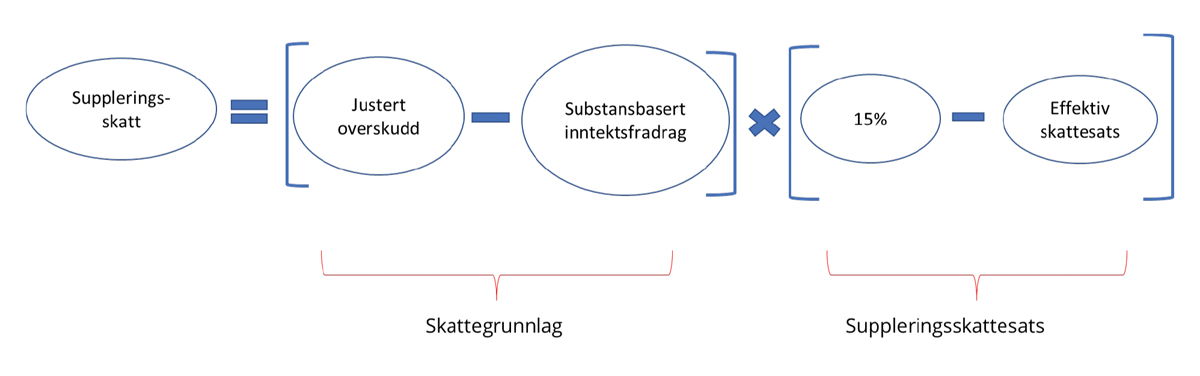 Supplerings-
skatt
Justert
overskudd
Substansbasert
inntektsfradrag
15%
Effektiv
skattesats
Skattegrunnlag
Suppleringsskattesats